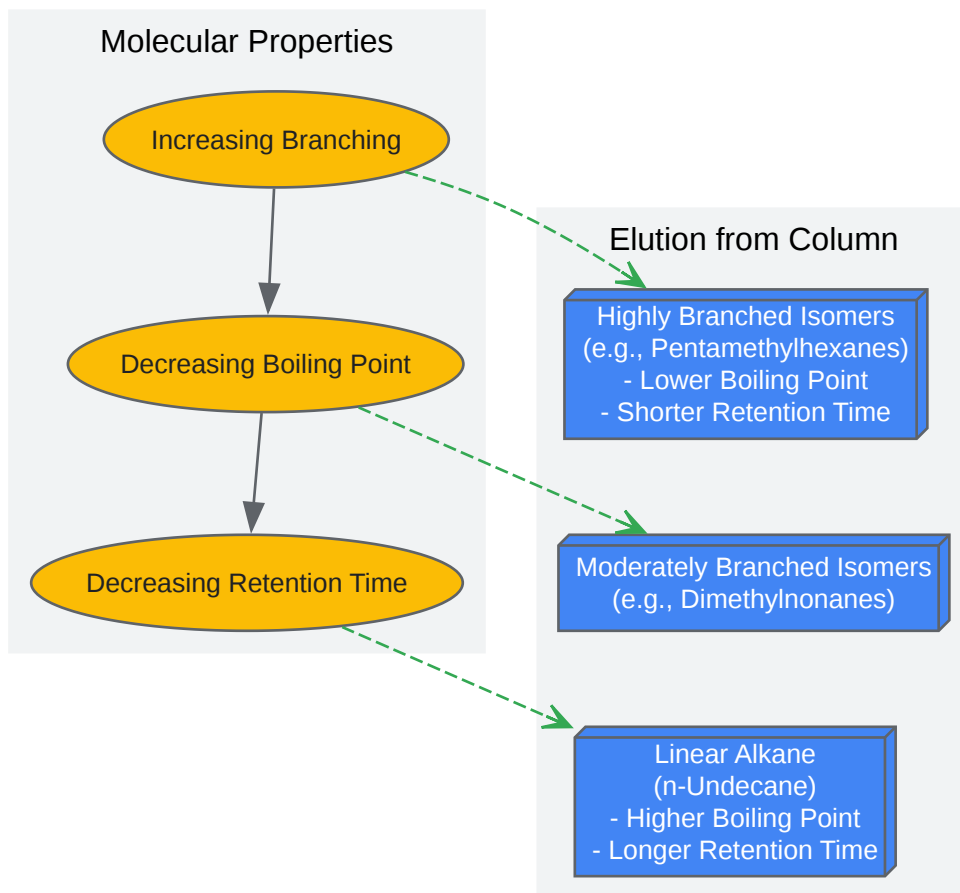 Molecular Properties
Increasing Branching
Decreasing Boiling Point
Decreasing Retention Time
Elution from Column
Highly Branched Isomers
(e.g., Pentamethylhexanes)
- Lower Boiling Point
- Shorter Retention Time
Moderately Branched Isomers
(e.g., Dimethylnonanes)
Linear Alkane
(n-Undecane)
- Higher Boiling Point
- Longer Retention Time